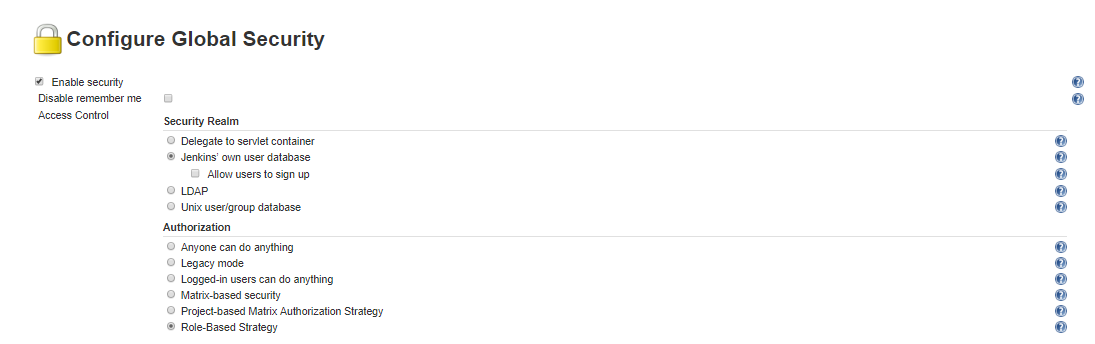 Configure Global Security
Enable security
Disable remember me
Access Control
Security Realm
Delegate to servlet container
Jenkins' own user database
Allow users to sign up
LDAP
Unix user/group database
Authorization
Anyone can do anything
Legacy mode
Logged-in users can do anything
Matrix-based security
Project-based Matrix Authorization Strategy
Role-Based Strategy